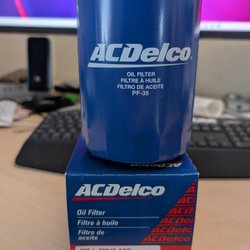 ACDelco
OIL FILTER
FILTRE À HUILE
FILTRO DE ACEITE
PF-35
ACDelco
Oil Filter
Filtre à huile
Filtro de
aceite